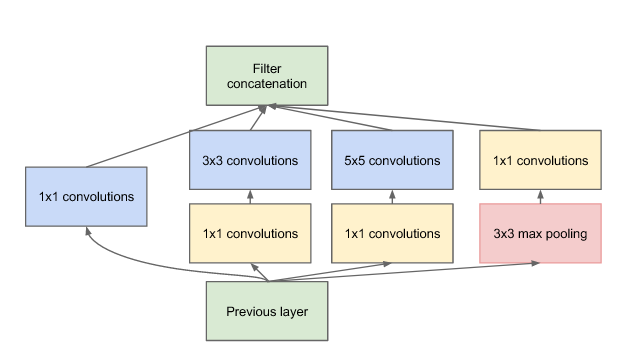 Filter
concatenation
3x3 convolutions
5x5 convolutions
1x1 convolutions
1x1 convolutions
1x1 convolutions
1x1 convolutions
3x3 max pooling
Previous layer